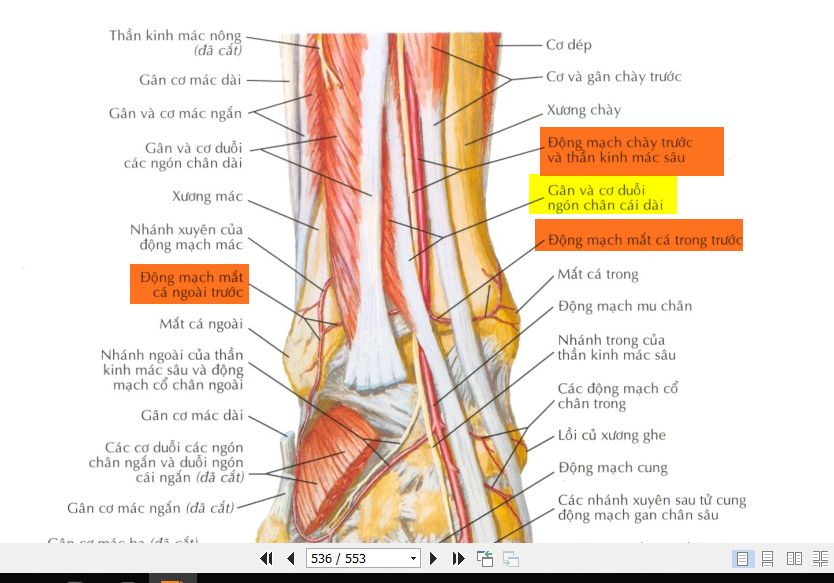 Thần kinh mác nông
(đã cắt)
Gân cơ mác dài
Gân và cơ mác ngắn
Gân và cơ duỗi
các ngón chân dài
Xương mác
Nhánh xuyên của
động mạch mác
Động mạch mắt
cá ngoài trước
Mắt cá ngoài
Nhánh ngoài của thần
kinh mác sâu và động
mạch cổ chân ngoài
Gân cơ mác dài
Các cơ duỗi các ngón
chân ngắn và duỗi ngón
cái ngắn (đã cắt)
Gân cơ mác ngắn (đã cắt)
Gân cơ mác ba (đã cắt)
Cơ dép
Cơ và gân chày trước
Xương chày
Động mạch chày trước
và thần kinh mác sâu
Gân và cơ duỗi
ngón chân cái dài
Động mạch mắt cá trong trước
Mắt cá trong
Động mạch mu chân
Nhánh trong của
thần kinh mác sâu
Các động mạch cổ
chân trong
Lồi củ xương ghe
Động mạch cung
Các nhánh xuyên sau từ cung
động mạch gan chân sâu
536 / 553